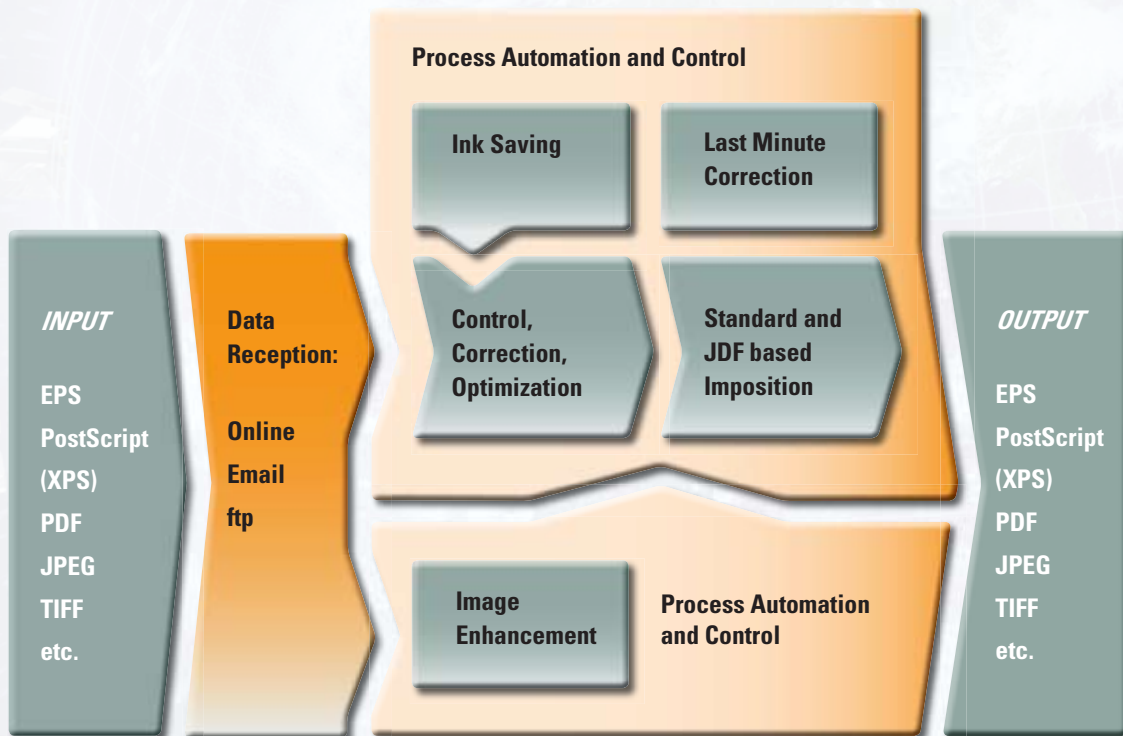 INPUT
EPS
PostScript
(XPS)
PDF
JPEG
TIFF
etc.
Data
Reception:
Online
Email
ftp
Process Automation and Control
Ink Saving
Last Minute
Correction
Control,
Correction,
Optimization
Standard and
JDF based
Imposition
Image
Enhancement
Process Automation
and Control
OUTPUT
EPS
PostScript
(XPS)
PDF
JPEG
TIFF
etc.